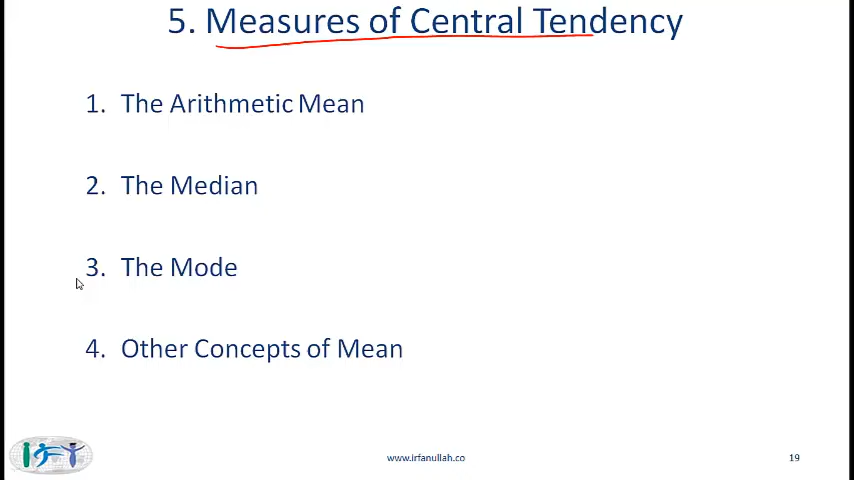 5. Measures of Central Tendency
1. The Arithmetic Mean
2. The Median
3. The Mode
4. Other Concepts of Mean
IFT
www.irfanullah.co
19